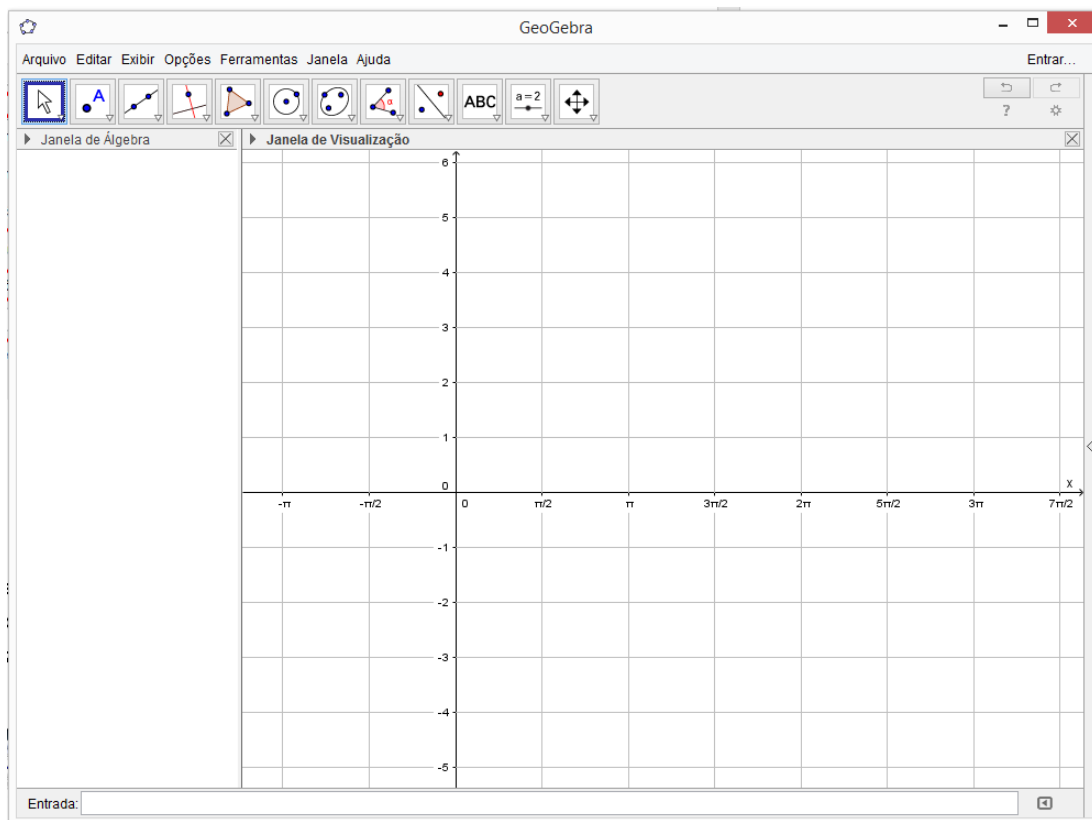 GeoGebra
Arquivo Editar Exibir Opções Ferramentas Janela Ajuda Entrar...
A α ABC a=2 ?
Janela de Álgebra Janela de Visualização
6
5
4
3
2
1
0 x
-π -π/2 0 π/2 π 3π/2 2π 5π/2 3π 7π/2
-1
-2
-3
-4
-5
Entrada: